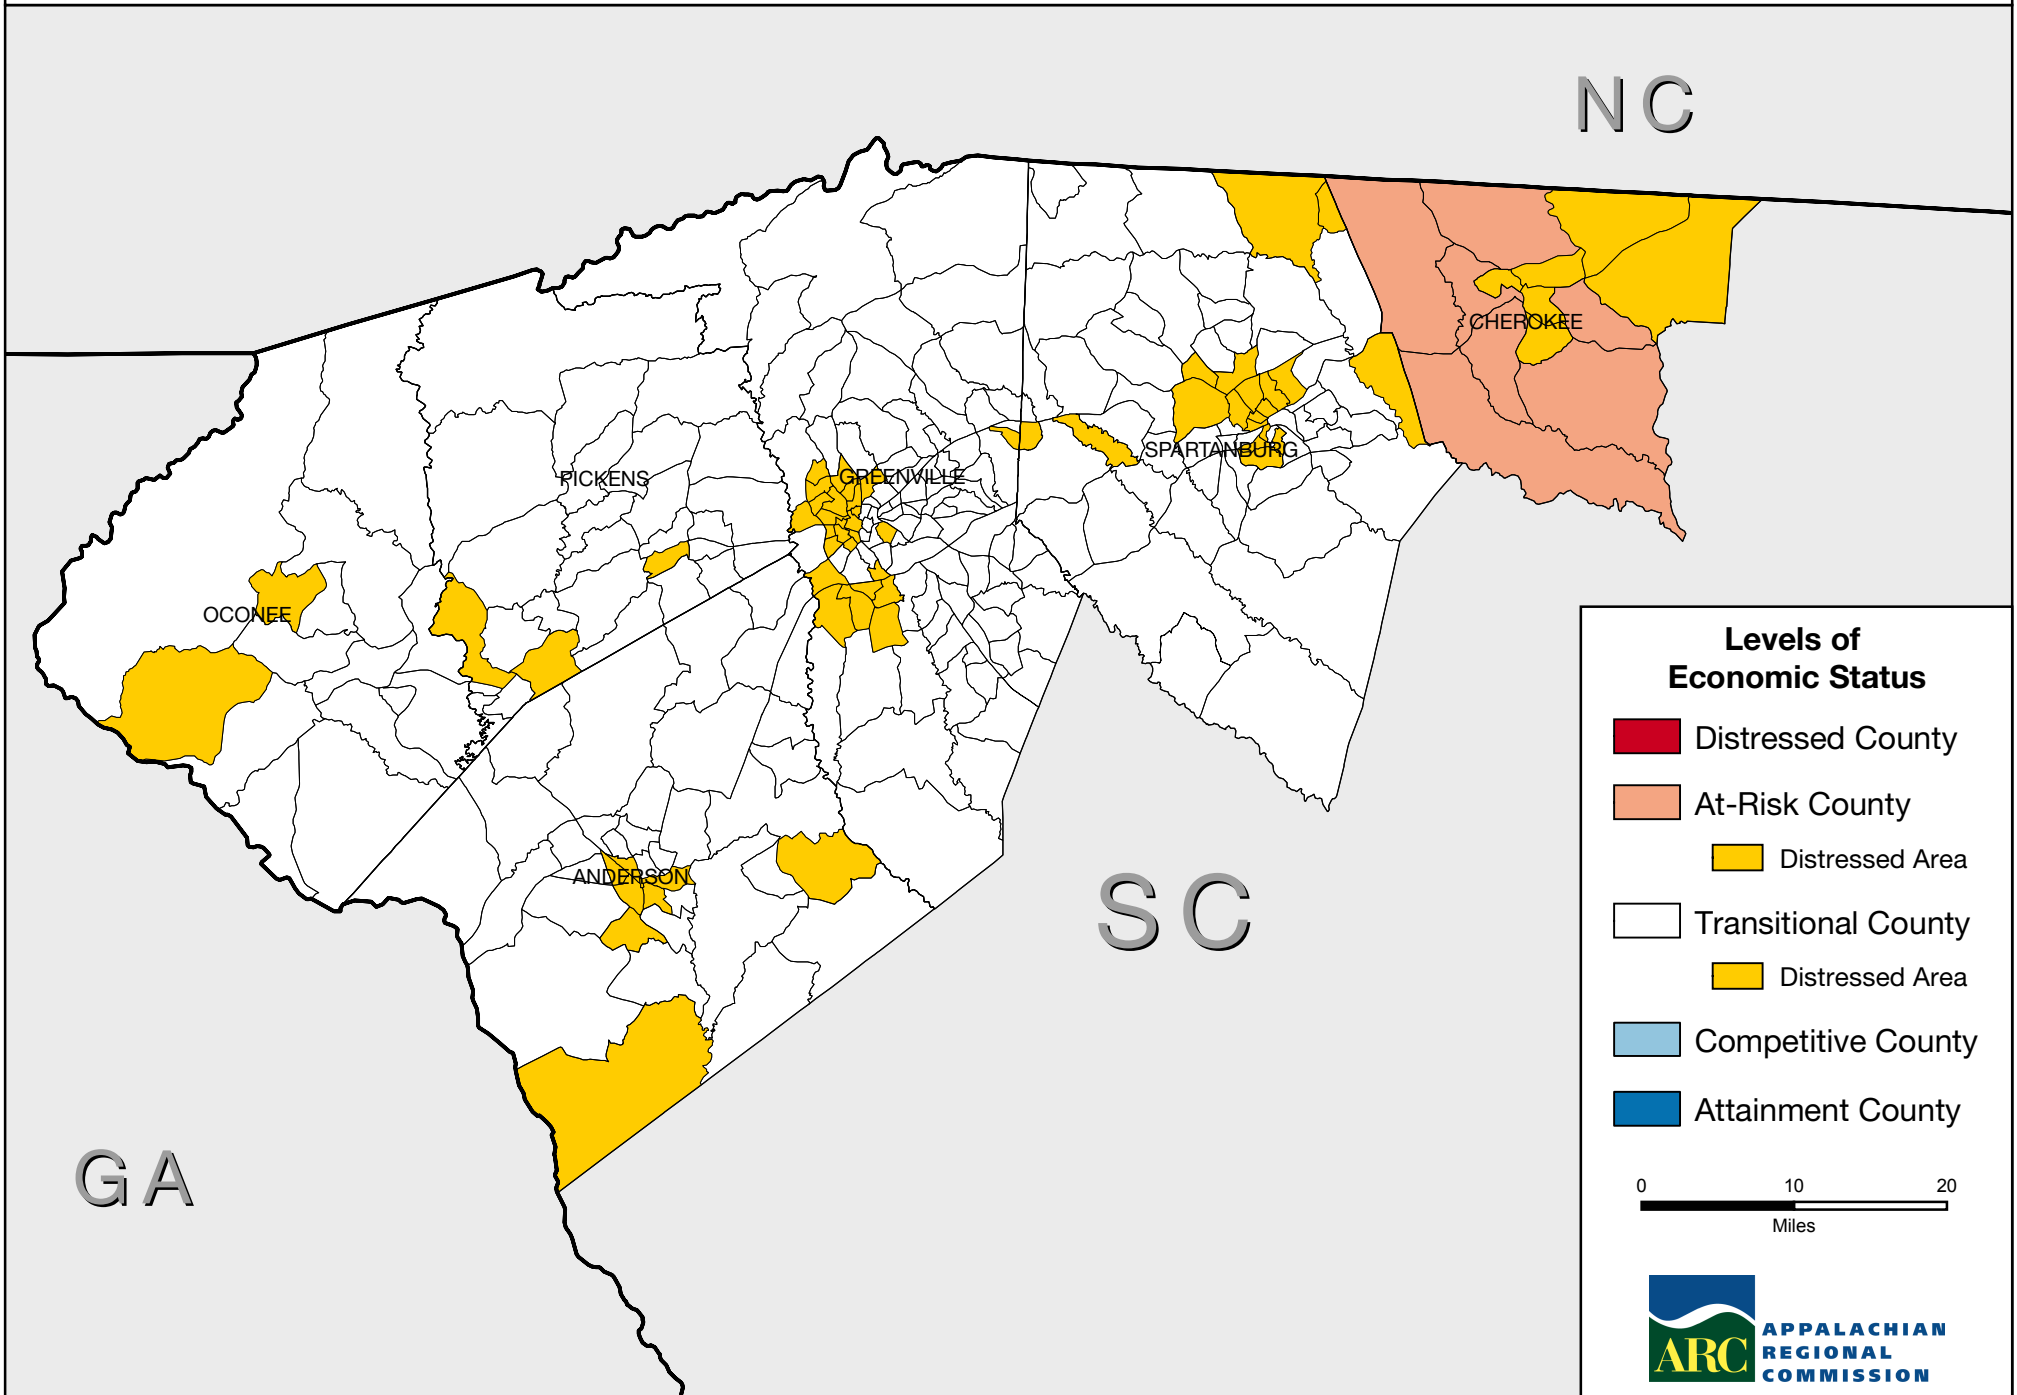 NC
CHEROKEE
SPARTANBURG
PICKENS
GREENVILLE
OCONEE
ANDERSON
SC
GA
Levels of
Economic Status
Distressed County
At-Risk County
Distressed Area
Transitional County
Distressed Area
Competitive County
Attainment County
0 10 20
Miles
ARC
APPALACHIAN
REGIONAL
COMMISSION